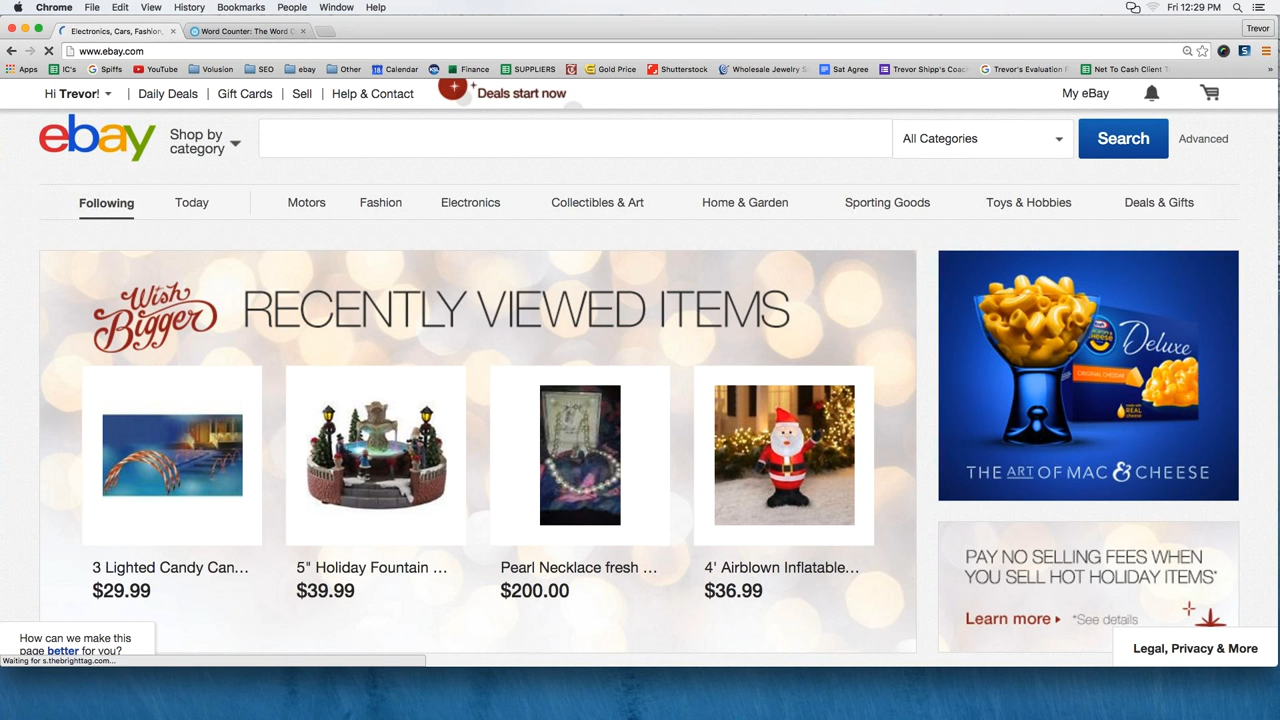 Chrome File Edit View History Bookmarks People Window Help Fri 12:29 PM
Electronics, Cars, Fashion, Word Counter: The Word C Trevor
www.ebay.com
Apps IC's Spiffs YouTube Volusion SEO ebay Other Calendar Finance SUPPLIERS Gold Price Shutterstock Wholesale Jewelry S Sat Agree Trevor Shipp's Coac Trevor's Evaluation F Net To Cash Client T
Hi Trevor! Daily Deals Gift Cards Sell Help & Contact Deals start now My eBay
ebay Shop by category All Categories Search Advanced
Following Today Motors Fashion Electronics Collectibles & Art Home & Garden Sporting Goods Toys & Hobbies Deals & Gifts
Wish Bigger RECENTLY VIEWED ITEMS
Deluxe
ORIGINAL CHEDDAR
THE ART OF MAC & CHEESE
3 Lighted Candy Can... 5" Holiday Fountain ... Pearl Necklace fresh ... 4' Airblown Inflatable...
$29.99 $39.99 $200.00 $36.99
PAY NO SELLING FEES WHEN
YOU SELL HOT HOLIDAY ITEMS*
Learn more *See details
How can we make this
page better for you?
Legal, Privacy & More
Waiting for s.thebrighttag.com...